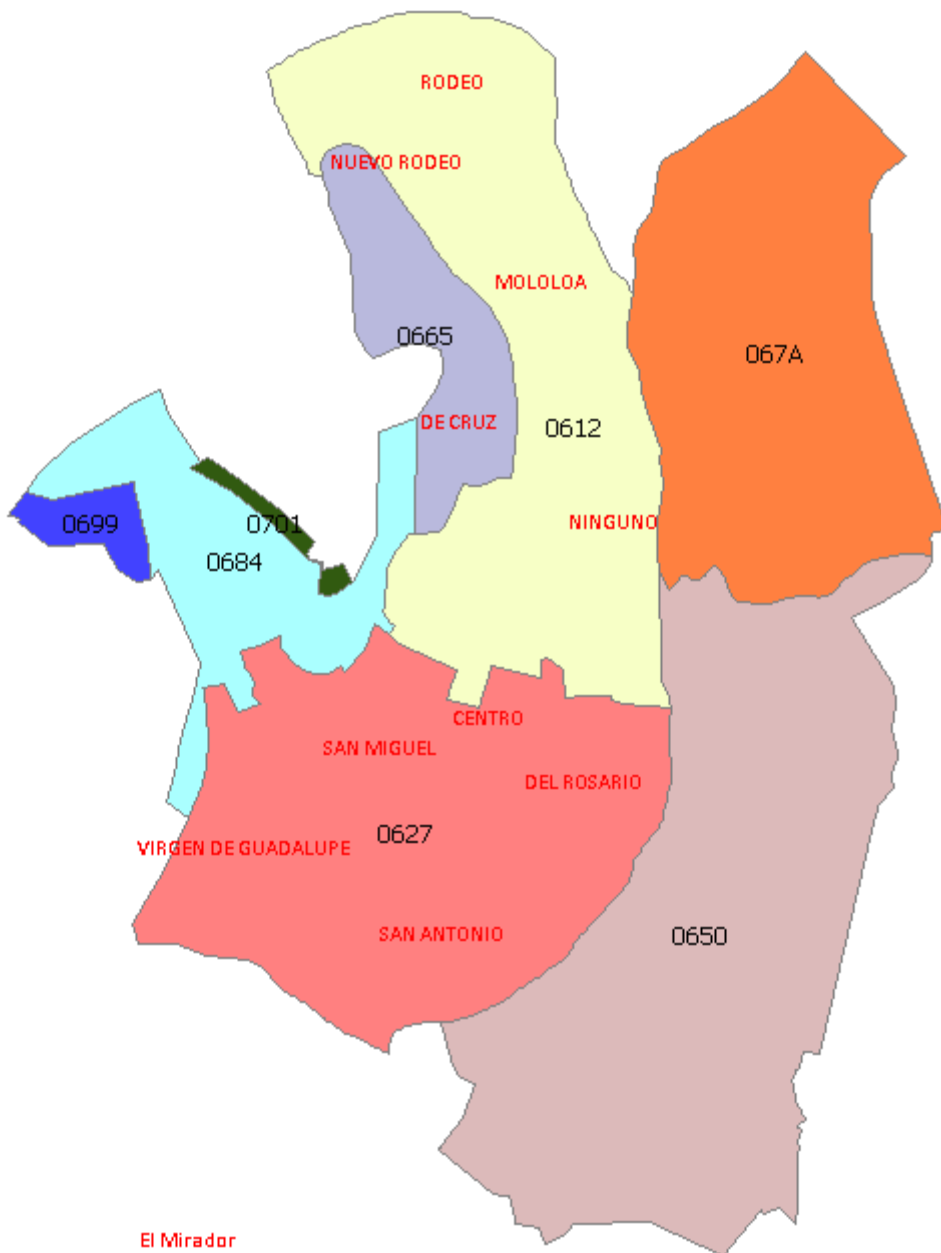 RODEO
NUEVO RODEO
MOLOLOA
0665
067A
DE CRUZ
0612
0699
0701
NINGUNO
0684
CENTRO
SAN MIGUEL
DEL ROSARIO
0627
VIRGEN DE GUADALUPE
SAN ANTONIO
0650
El Mirador